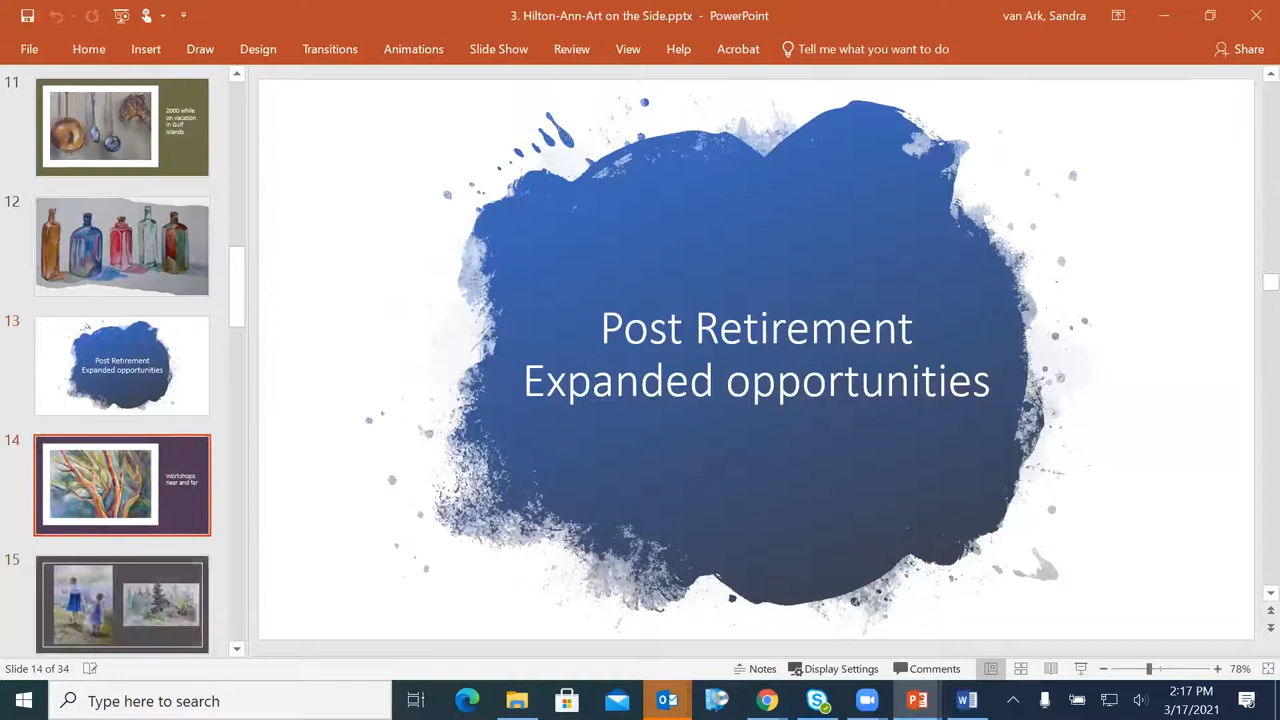 3. Hilton-Ann-Art on the Side.pptx - PowerPoint
van Ark, Sandra
File Home Insert Draw Design Transitions Animations Slide Show Review View Help Acrobat Tell me what you want to do Share
11
2000 while
on vacation
in Gulf
Islands
12
13
Post Retirement
Expanded opportunities
14
Workshops
near and far
15
Post Retirement
Expanded opportunities
Slide 14 of 34 Notes Display Settings Comments 78%
Type here to search
2:17 PM
3/17/2021